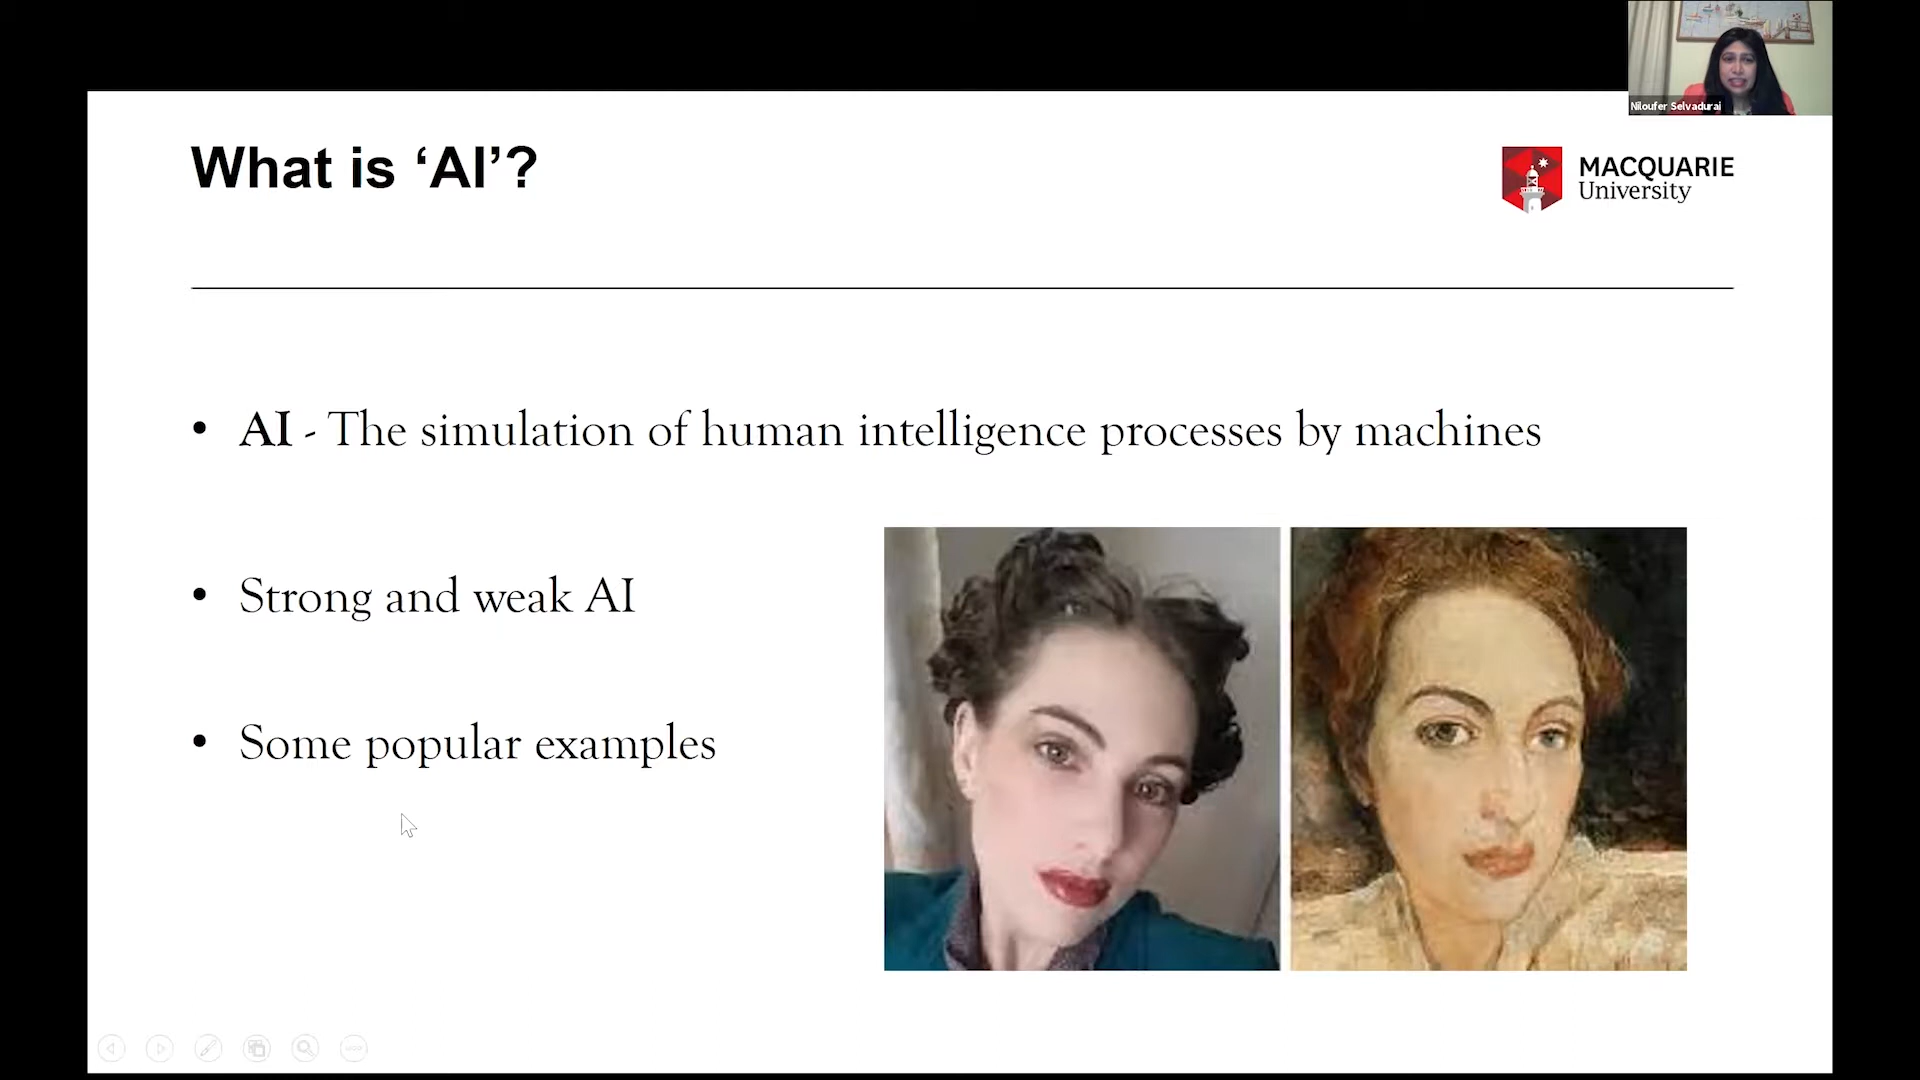 Niloufer Selvadurai
What is ‘AI’?
MACQUARIE
University
• AI - The simulation of human intelligence processes by machines
• Strong and weak AI
• Some popular examples